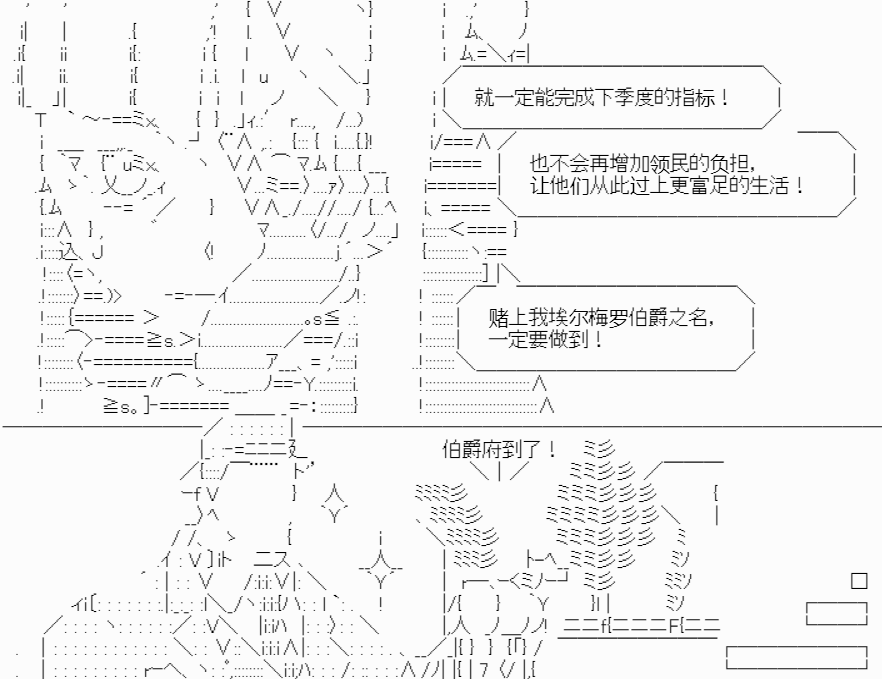 就一定能完成下季度的指标！
也不会再增加领民的负担，
让他们从此过上更富足的生活！
赌上我埃尔梅罗伯爵之名，
一定要做到！
伯爵府到了！